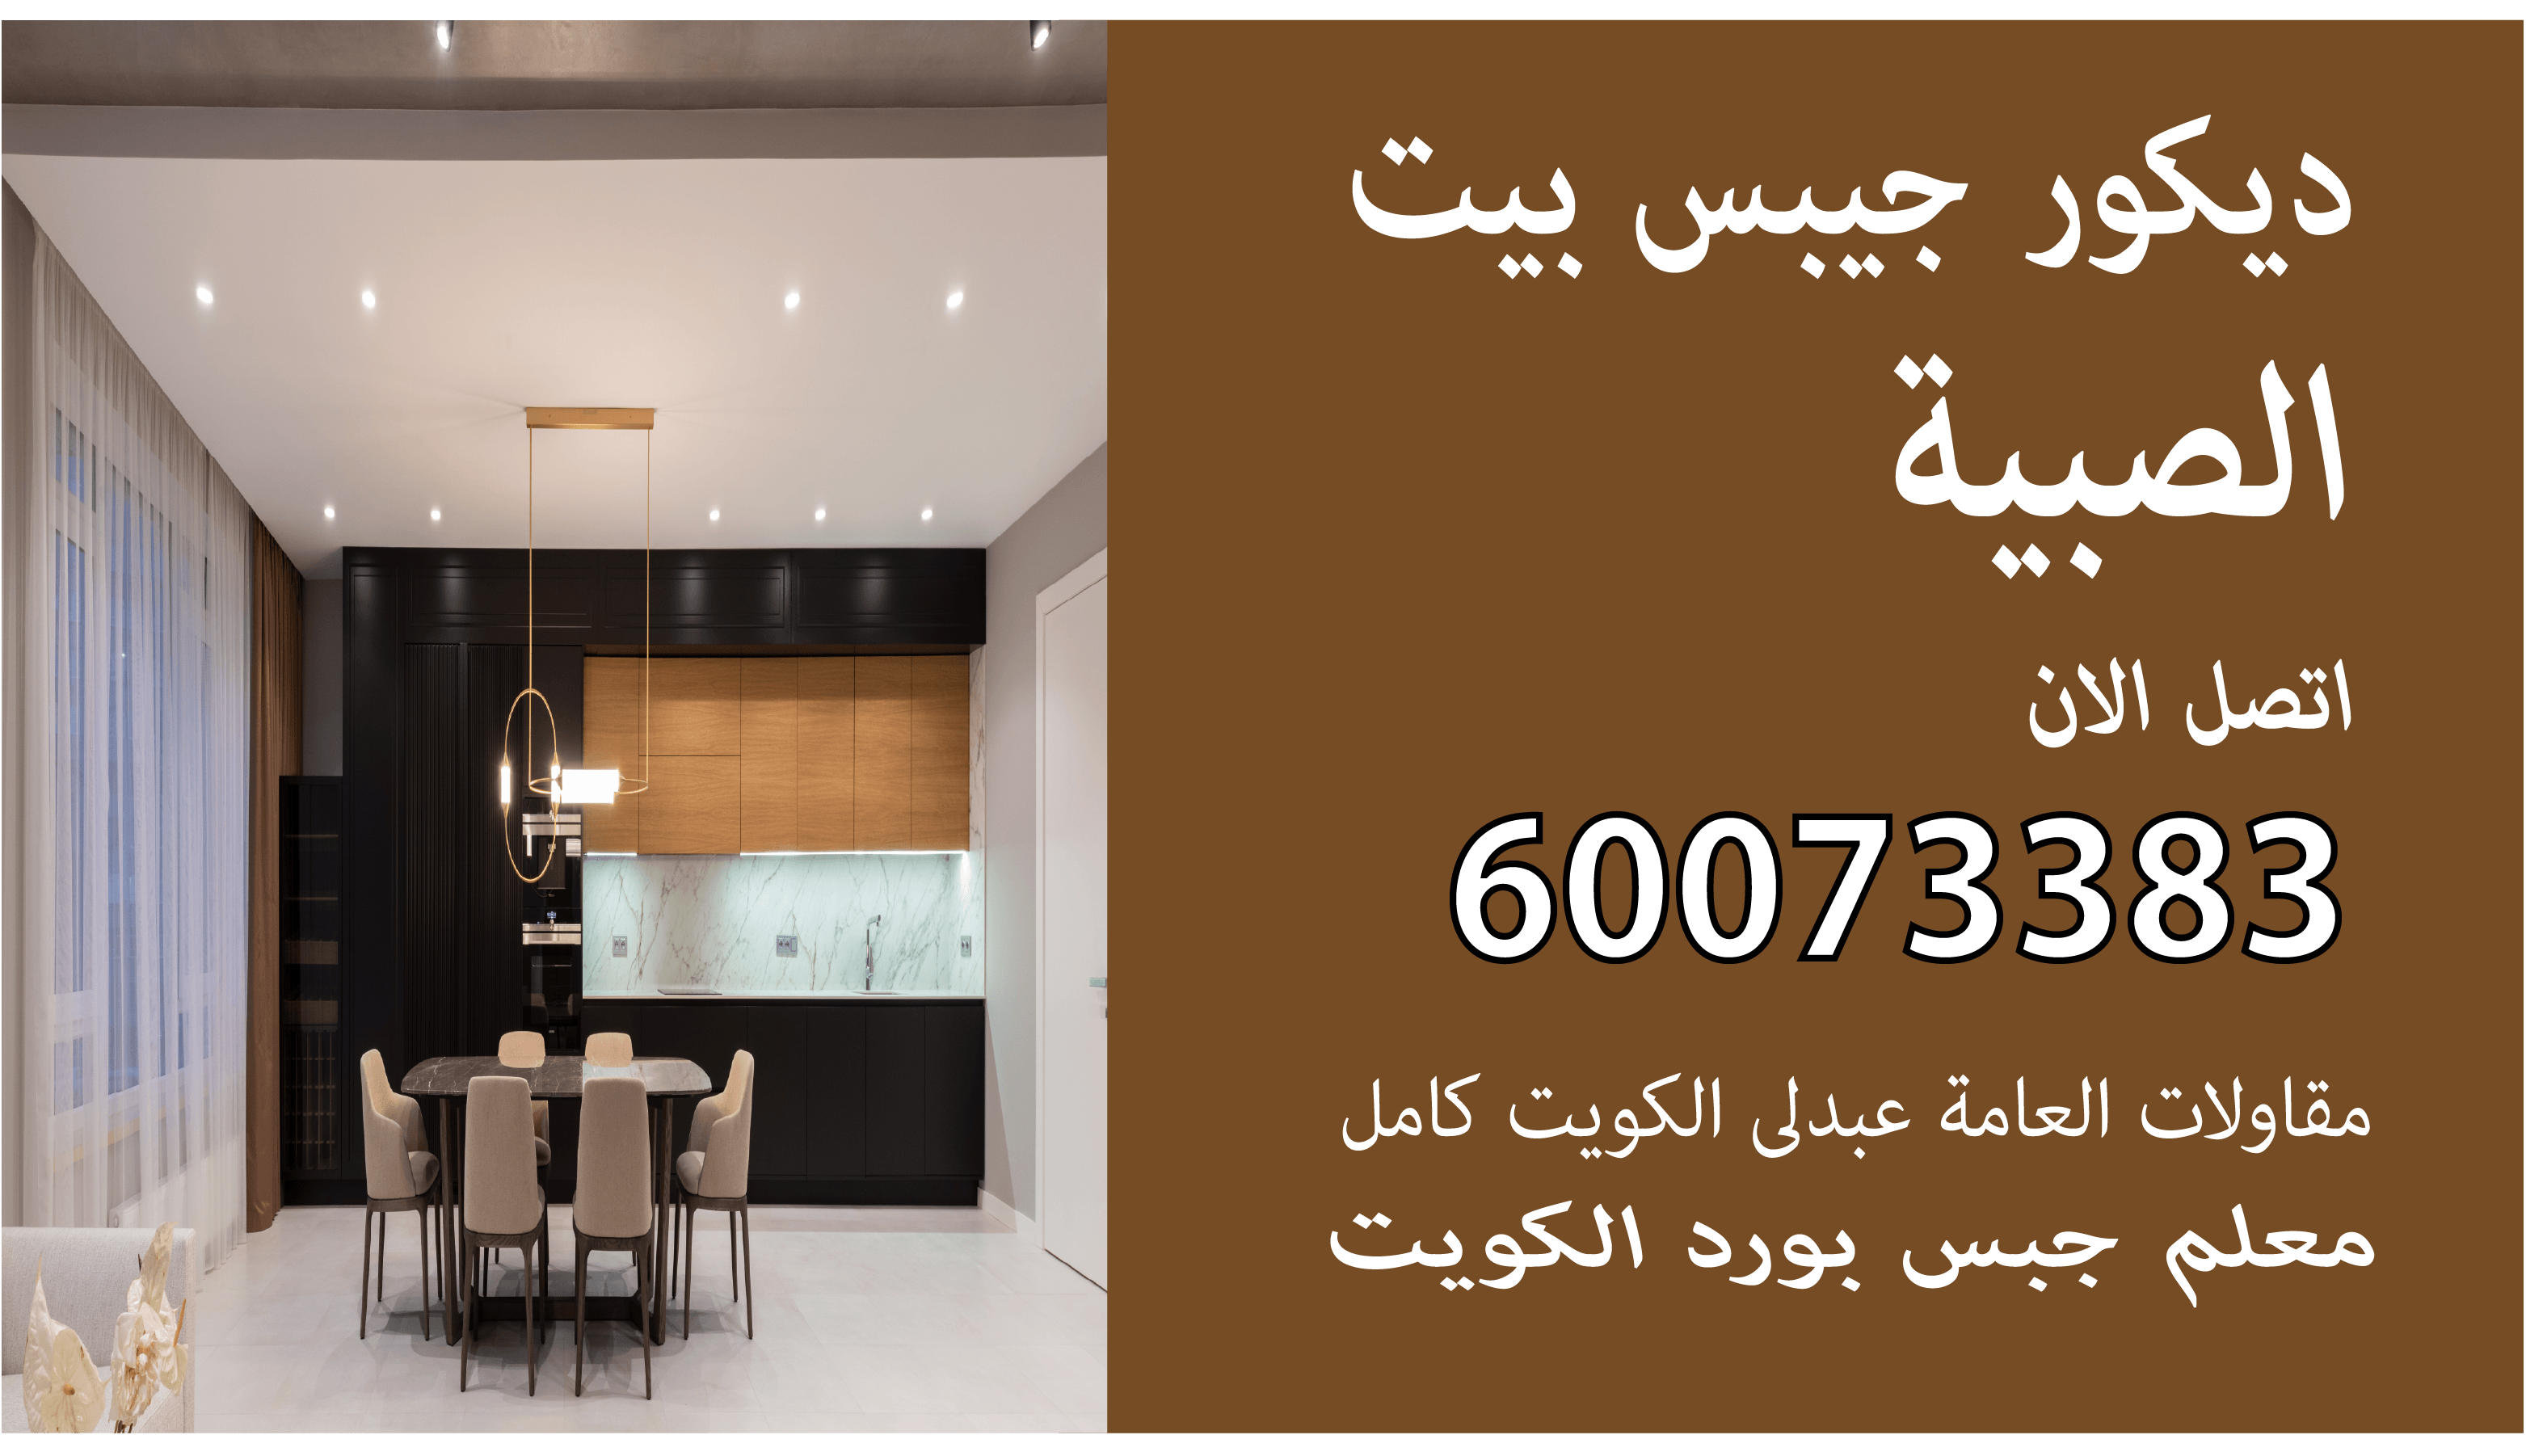 ديكور جيبس بيت
الصبية
اتصل الان
60073383
مقاولات العامة عبدلى الكويت كامل
معلم جبس بورد الكويت